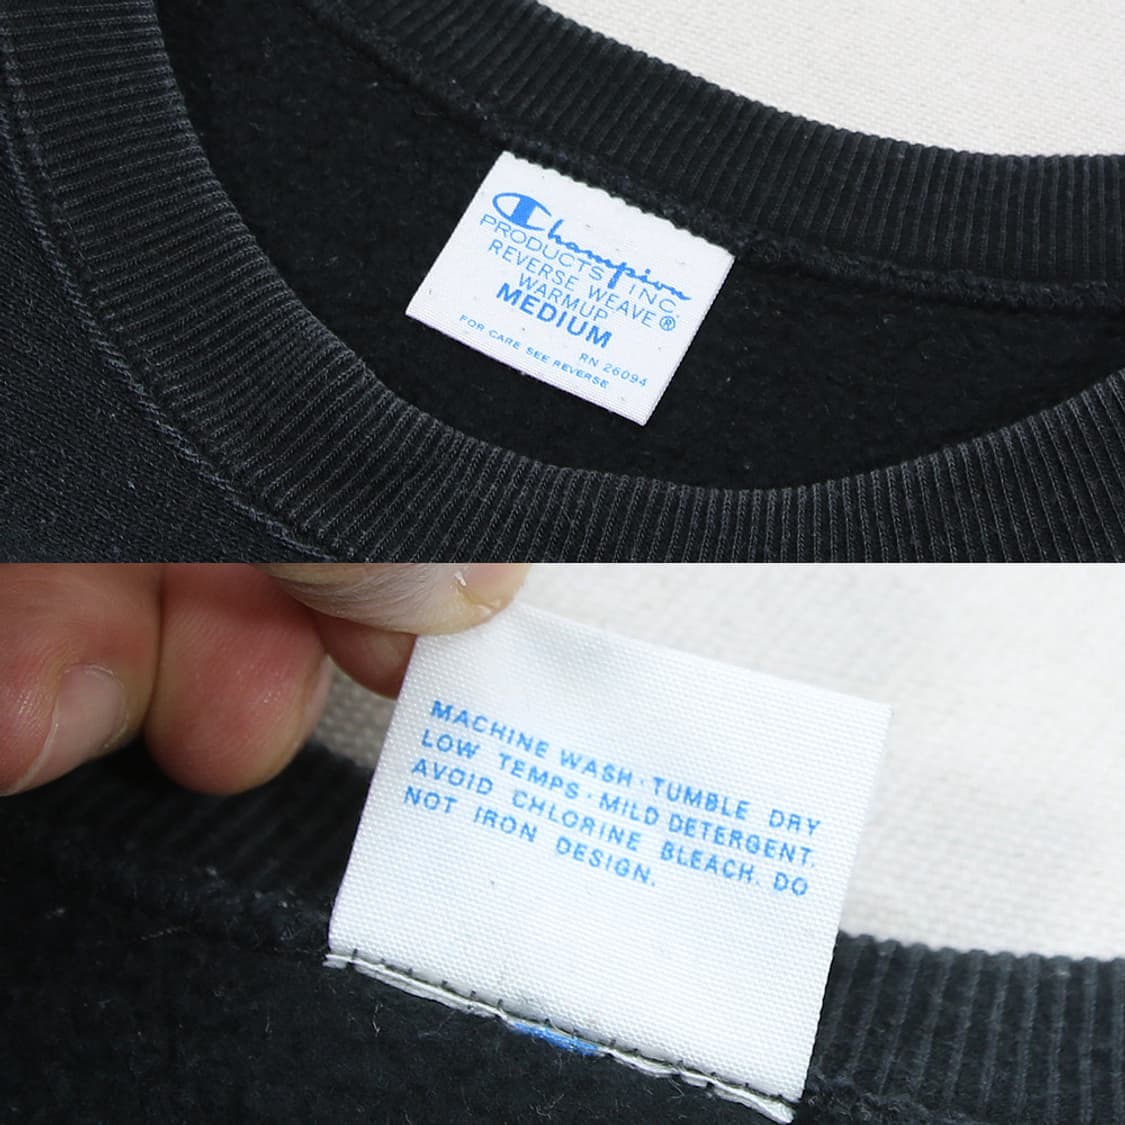 Champion
PRODUCTS INC.
REVERSE WEAVE®
WARMUP
MEDIUM
RN 26094
FOR CARE SEE REVERSE
MACHINE WASH · TUMBLE DRY
LOW TEMPS · MILD DETERGENT.
AVOID CHLORINE BLEACH. DO
NOT IRON DESIGN.